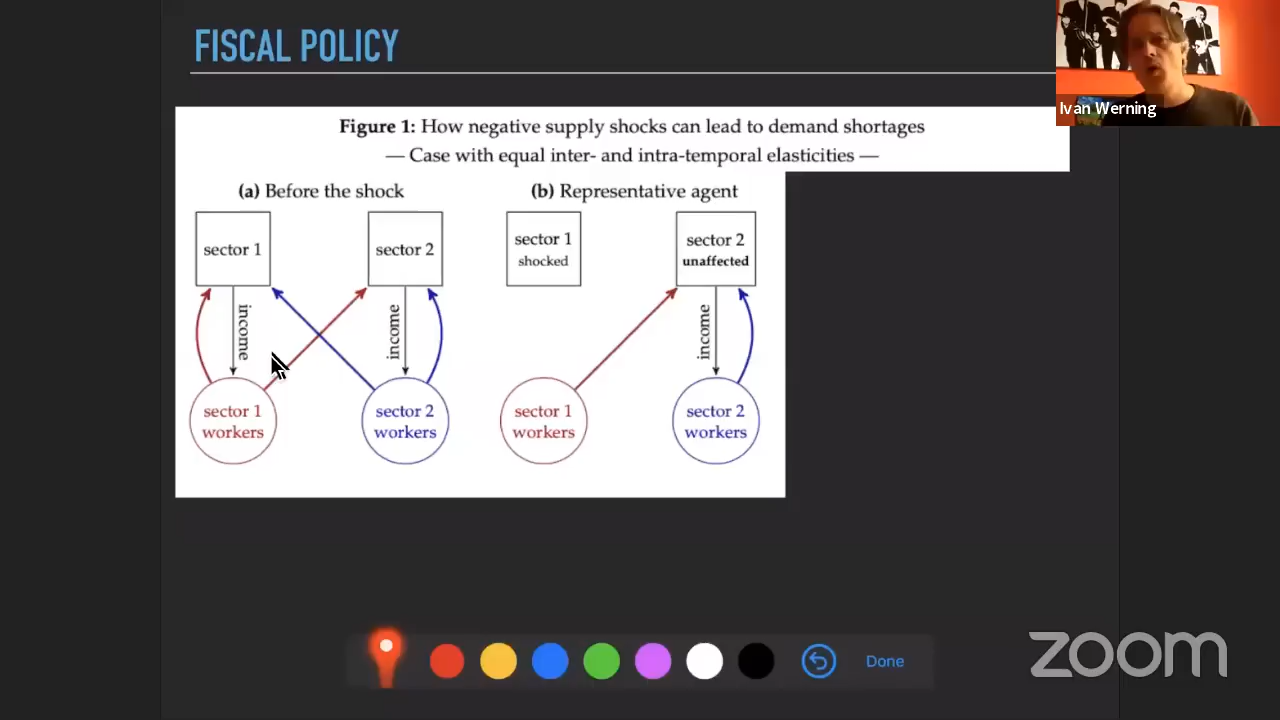 FISCAL POLICY
Ivan Werning
Figure 1: How negative supply shocks can lead to demand shortages
— Case with equal inter- and intra-temporal elasticities —
(a) Before the shock
(b) Representative agent
sector 1
sector 2
sector 1
shocked
sector 2
unaffected
income
income
income
sector 1
workers
sector 2
workers
sector 1
workers
sector 2
workers
Done
zoom